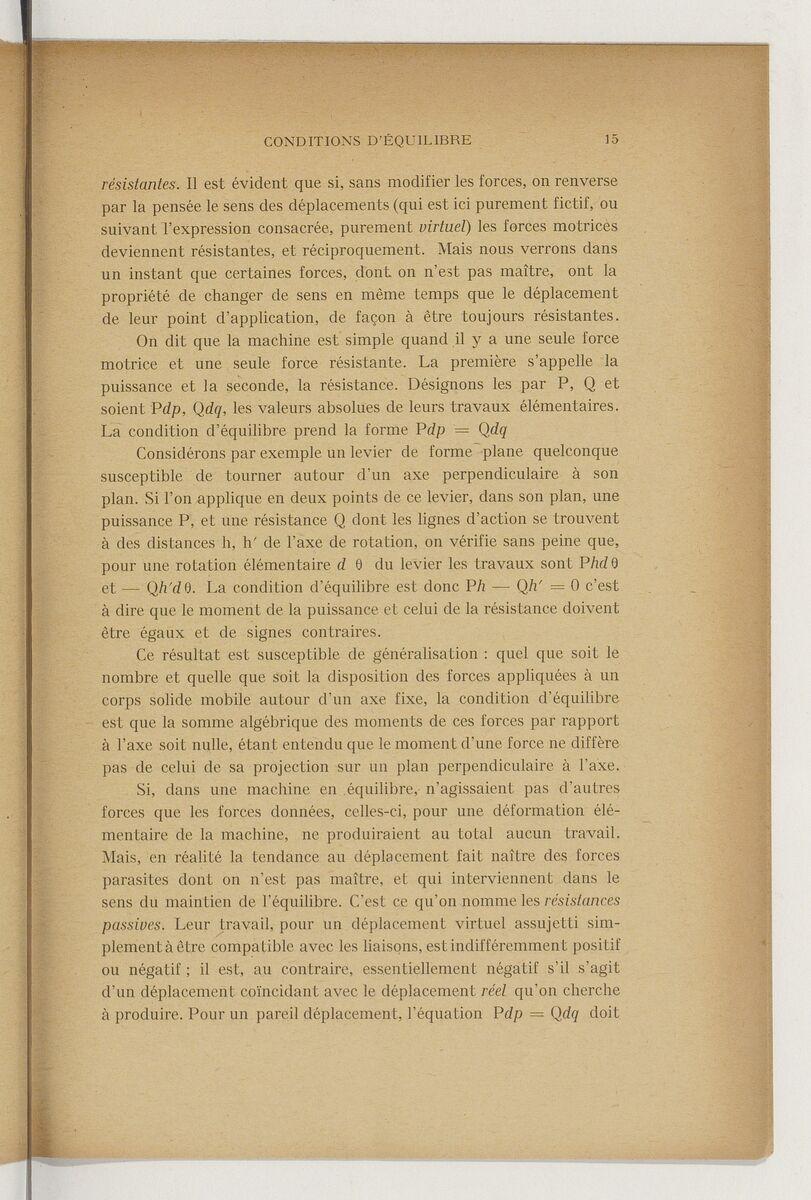 CONDITIONS D'ÉQUILIBRE 15
résistantes. Il est évident que si, sans modifier les forces, on renverse
par la pensée le sens des déplacements (qui est ici purement fictif, ou
suivant l'expression consacrée, purement virtuel) les forces motrices
deviennent résistantes, et réciproquement. Mais nous verrons dans
un instant que certaines forces, dont on n'est pas maître, ont la
propriété de changer de sens en même temps que le déplacement
de leur point d'application, de façon à être toujours résistantes.
On dit que la machine est simple quand il y a une seule force
motrice et une seule force résistante. La première s'appelle la
puissance et la seconde, la résistance. Désignons les par P, Q et
soient Pdp, Qdq, les valeurs absolues de leurs travaux élémentaires.
La condition d'équilibre prend la forme Pdp = Qdq
Considérons par exemple un levier de forme plane quelconque
susceptible de tourner autour d'un axe perpendiculaire à son
plan. Si l'on applique en deux points de ce levier, dans son plan, une
puissance P, et une résistance Q dont les lignes d'action se trouvent
à des distances h, h′ de l'axe de rotation, on vérifie sans peine que,
pour une rotation élémentaire d θ du levier les travaux sont Phdθ
et — Qh′dθ. La condition d'équilibre est donc Ph — Qh′ = 0 c'est
à dire que le moment de la puissance et celui de la résistance doivent
être égaux et de signes contraires.
Ce résultat est susceptible de généralisation : quel que soit le
nombre et quelle que soit la disposition des forces appliquées à un
corps solide mobile autour d'un axe fixe, la condition d'équilibre
est que la somme algébrique des moments de ces forces par rapport
à l'axe soit nulle, étant entendu que le moment d'une force ne diffère
pas de celui de sa projection sur un plan perpendiculaire à l'axe.
Si, dans une machine en équilibre, n'agissaient pas d'autres
forces que les forces données, celles-ci, pour une déformation élé-
mentaire de la machine, ne produiraient au total aucun travail.
Mais, en réalité la tendance au déplacement fait naître des forces
parasites dont on n'est pas maître, et qui interviennent dans le
sens du maintien de l'équilibre. C'est ce qu'on nomme les résistances
passives. Leur travail, pour un déplacement virtuel assujetti sim-
plement à être compatible avec les liaisons, est indifféremment positif
ou négatif ; il est, au contraire, essentiellement négatif s'il s'agit
d'un déplacement coïncidant avec le déplacement réel qu'on cherche
à produire. Pour un pareil déplacement, l'équation Pdp = Qdq doit